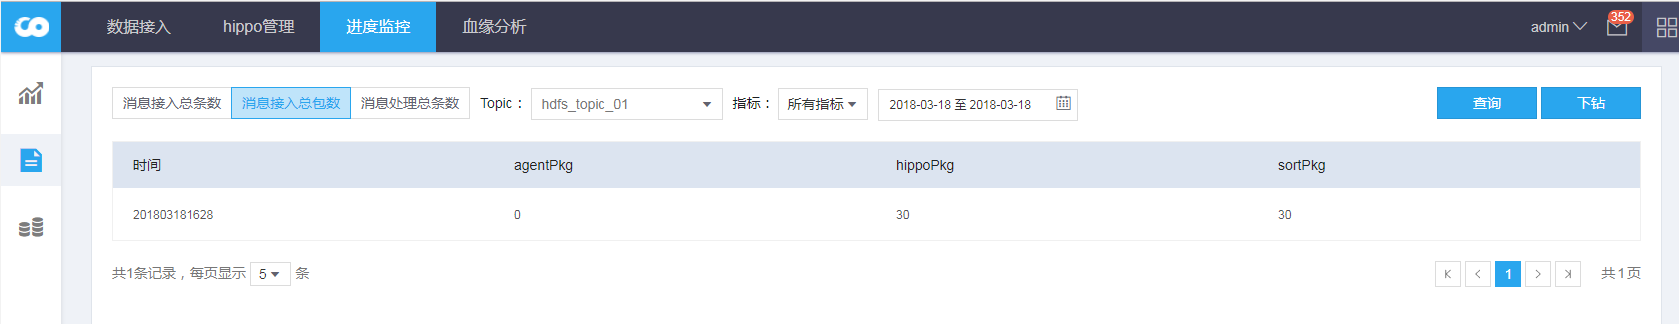 数据接入 hippo管理 进度监控 血缘分析 admin 352
消息接入总条数 消息接入总包数 消息处理总条数 Topic： hdfs_topic_01 指标： 所有指标 2018-03-18 至 2018-03-18 查询 下钻
时间 agentPkg hippoPkg sortPkg
201803181628 0 30 30
共1条记录，每页显示 5 条 1 共1页